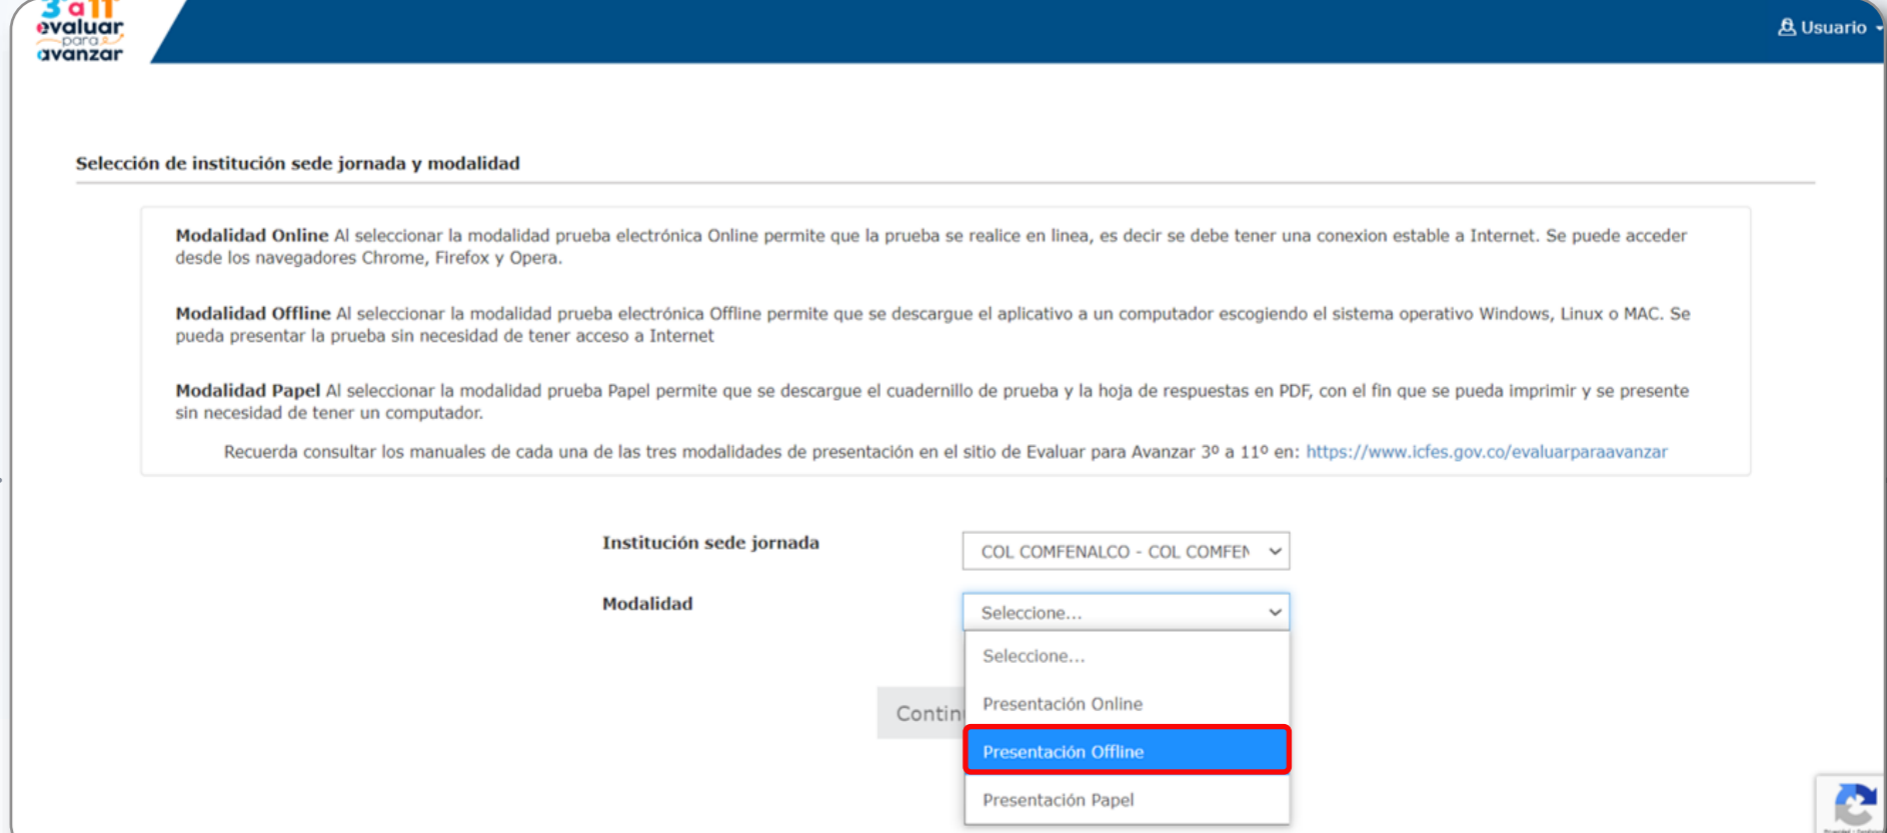 3°a11°
evaluar
para
avanzar
Usuario
Selección de institución sede jornada y modalidad
Modalidad Online Al seleccionar la modalidad prueba electrónica Online permite que la prueba se realice en linea, es decir se debe tener una conexion estable a Internet. Se puede acceder
desde los navegadores Chrome, Firefox y Opera.
Modalidad Offline Al seleccionar la modalidad prueba electrónica Offline permite que se descargue el aplicativo a un computador escogiendo el sistema operativo Windows, Linux o MAC. Se
pueda presentar la prueba sin necesidad de tener acceso a Internet
Modalidad Papel Al seleccionar la modalidad prueba Papel permite que se descargue el cuadernillo de prueba y la hoja de respuestas en PDF, con el fin que se pueda imprimir y se presente
sin necesidad de tener un computador.
Recuerda consultar los manuales de cada una de las tres modalidades de presentación en el sitio de Evaluar para Avanzar 3º a 11º en: https://www.icfes.gov.co/evaluarparaavanzar
Institución sede jornada
COL COMFENALCO - COL COMFEN
Modalidad
Seleccione...
Seleccione...
Presentación Online
Contin
Presentación Offline
Presentación Papel